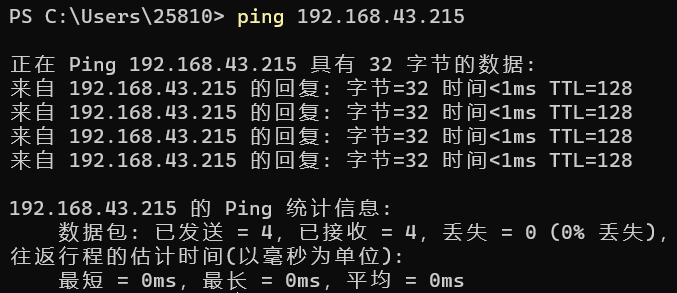 PS C:\Users\25810> ping 192.168.43.215
正在 Ping 192.168.43.215 具有 32 字节的数据:
来自 192.168.43.215 的回复: 字节=32 时间<1ms TTL=128
来自 192.168.43.215 的回复: 字节=32 时间<1ms TTL=128
来自 192.168.43.215 的回复: 字节=32 时间<1ms TTL=128
来自 192.168.43.215 的回复: 字节=32 时间<1ms TTL=128
192.168.43.215 的 Ping 统计信息:
数据包: 已发送 = 4, 已接收 = 4, 丢失 = 0 (0% 丢失),
往返行程的估计时间(以毫秒为单位):
最短 = 0ms, 最长 = 0ms, 平均 = 0ms